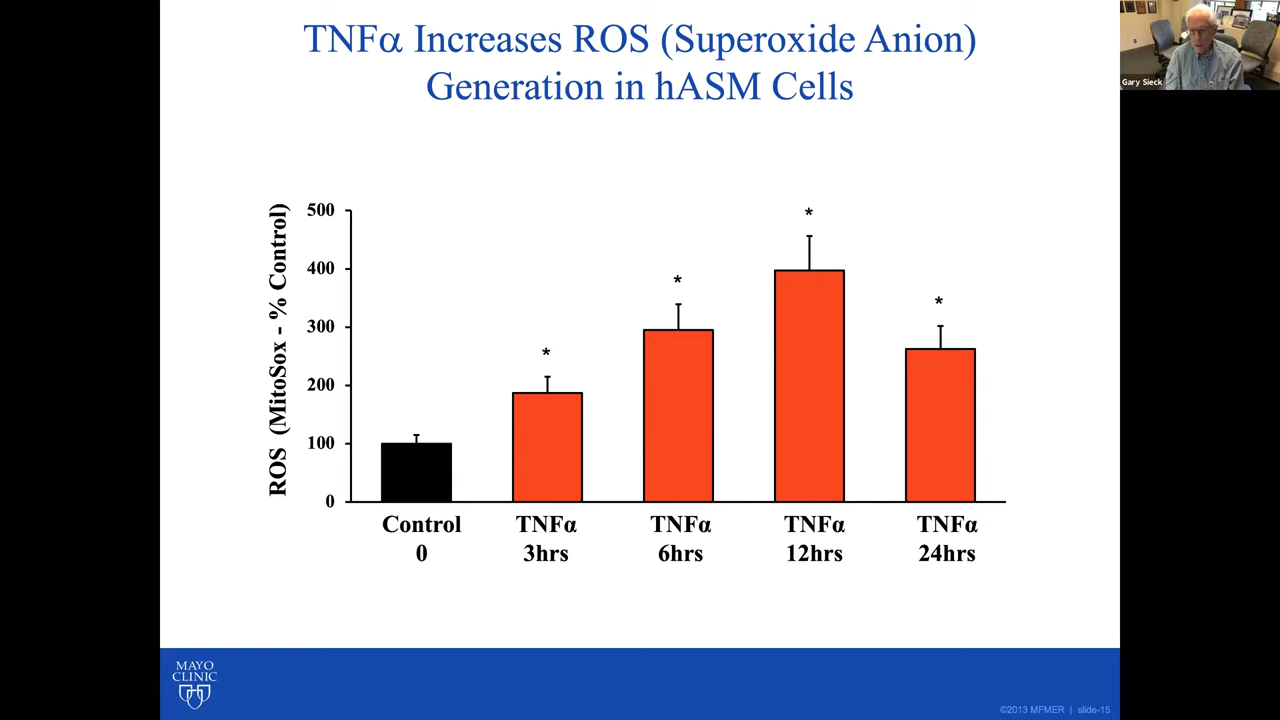 TNFα Increases ROS (Superoxide Anion)
Generation in hASM Cells
Gary Sieck
ROS (MitoSox - % Control)
500
400
300
200
100
0
*
*
*
*
Control
0
TNFα
3hrs
TNFα
6hrs
TNFα
12hrs
TNFα
24hrs
MAYO
CLINIC
©2013 MFMER | slide-15